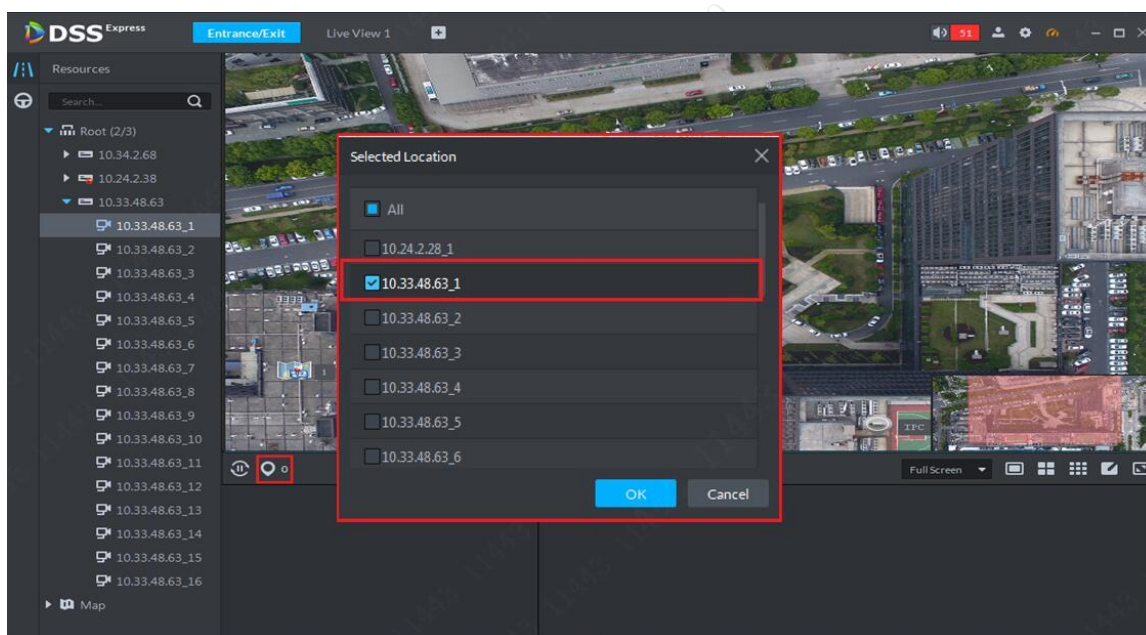 DSS Express
Entrance/Exit
Live View 1
51
Resources
Search...
Root (2/3)
10.34.2.68
10.24.2.38
10.33.48.63
10.33.48.63_1
10.33.48.63_2
10.33.48.63_3
10.33.48.63_4
10.33.48.63_5
10.33.48.63_6
10.33.48.63_7
10.33.48.63_8
10.33.48.63_9
10.33.48.63_10
10.33.48.63_11
10.33.48.63_12
10.33.48.63_13
10.33.48.63_14
10.33.48.63_15
10.33.48.63_16
Map
Selected Location
All
10.24.2.28_1
10.33.48.63_1
10.33.48.63_2
10.33.48.63_3
10.33.48.63_4
10.33.48.63_5
10.33.48.63_6
OK
Cancel
1
IPC
0
Full Screen